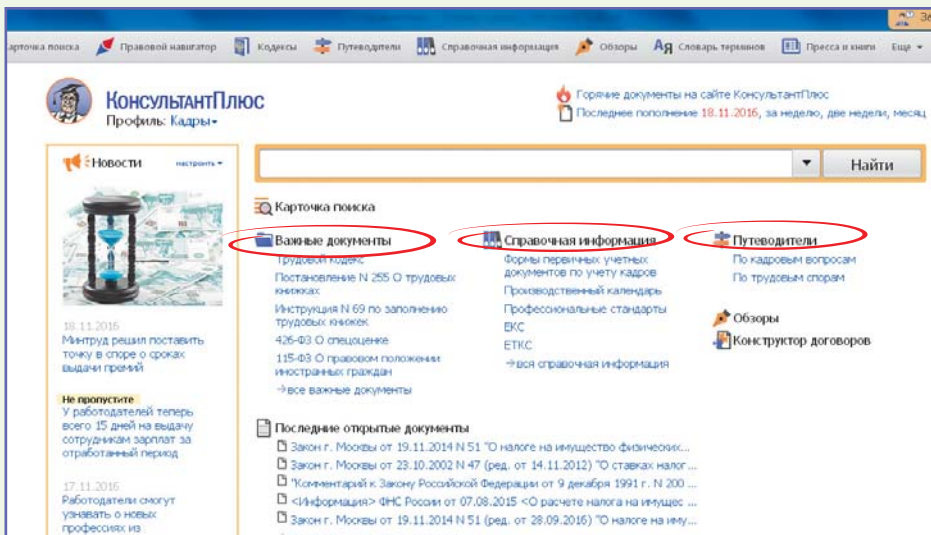 арточка поиска Правовой навигатор Кодексы Путеводители Справочная информация Обзоры Словарь терминов Пресса и книги Еще
КонсультантПлюс
Профиль: Кадры
Горячие документы на сайте КонсультантПлюс
Последнее пополнение 18.11.2016, за неделю, две недели, месяц
Новости настроить
Найти
Карточка поиска
Важные документы
Трудовой кодекс
Постановление N 255 О трудовых
книжках
Инструкция N 69 по заполнению
трудовых книжек
426-ФЗ О спецоценке
115-ФЗ О правовом положении
иностранных граждан
→все важные документы
Справочная информация
Формы первичных учетных
документов по учету кадров
Производственный календарь
Профессиональные стандарты
ЕКС
ЕТКС
→вся справочная информация
Путеводители
По кадровым вопросам
По трудовым спорам
Обзоры
Конструктор договоров
18.11.2016
Минтруд решил поставить
точку в споре о сроках
выдачи премий
Не пропустите
У работодателей теперь
всего 15 дней на выдачу
сотрудникам зарплат за
отработанный период
17.11.2016
Работодатели смогут
узнавать о новых
профессиях из
Последние открытые документы
Закон г. Москвы от 19.11.2014 N 51 "О налоге на имущество физических...
Закон г. Москвы от 23.10.2002 N 47 (ред. от 14.11.2012) "О ставках налог...
"Комментарий к Закону Российской Федерации от 9 декабря 1991 г. N 200 ...
<Информация> ФНС России от 07.08.2015 <О расчете налога на имущес ...
Закон г. Москвы от 19.11.2014 N 51 (ред. от 28.09.2016) "О налоге на иму...